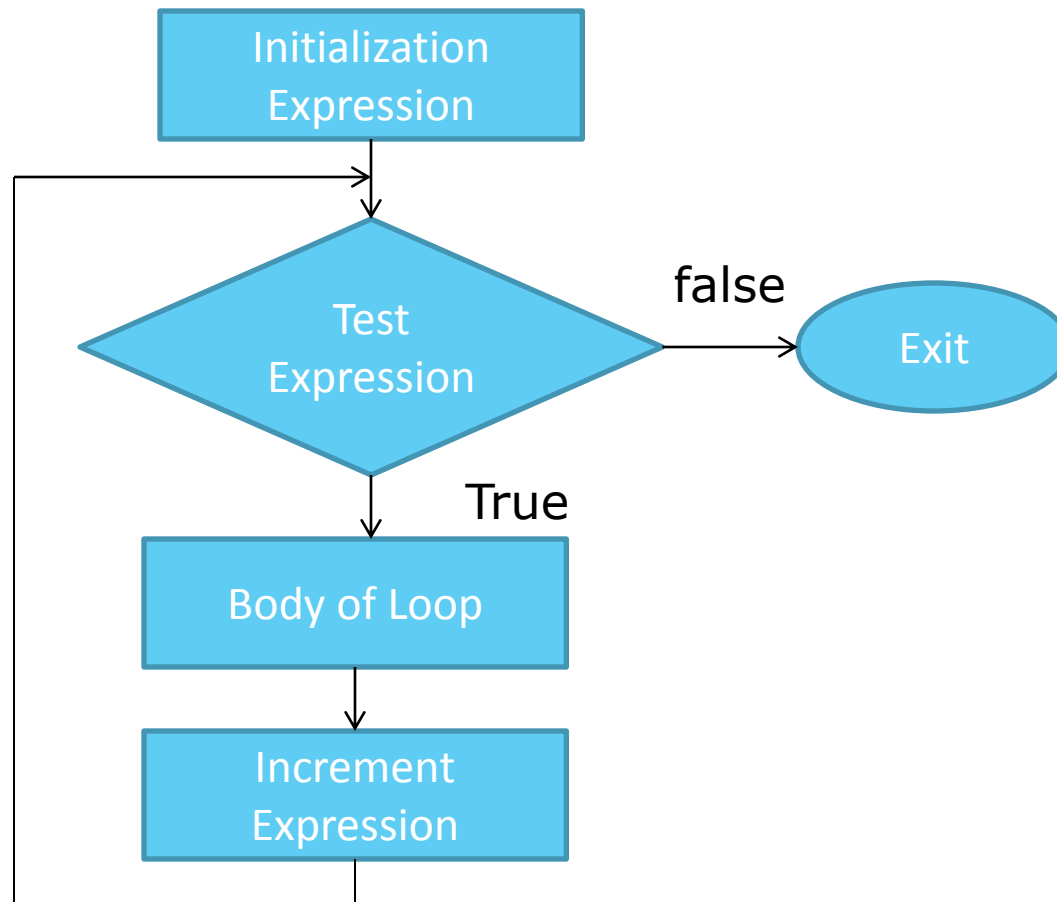 Initialization
Expression
Test
Expression
false
Exit
True
Body of Loop
Increment
Expression